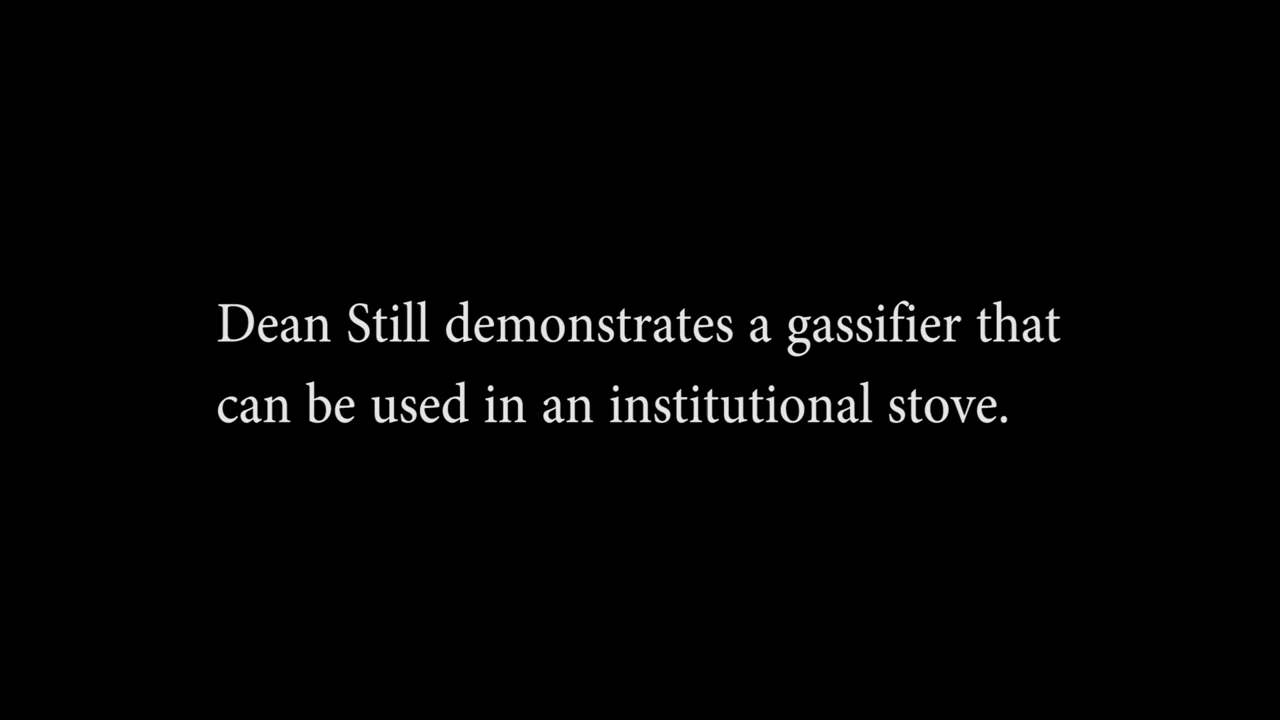 Dean Still demonstrates a gassifier that
can be used in an institutional stove.